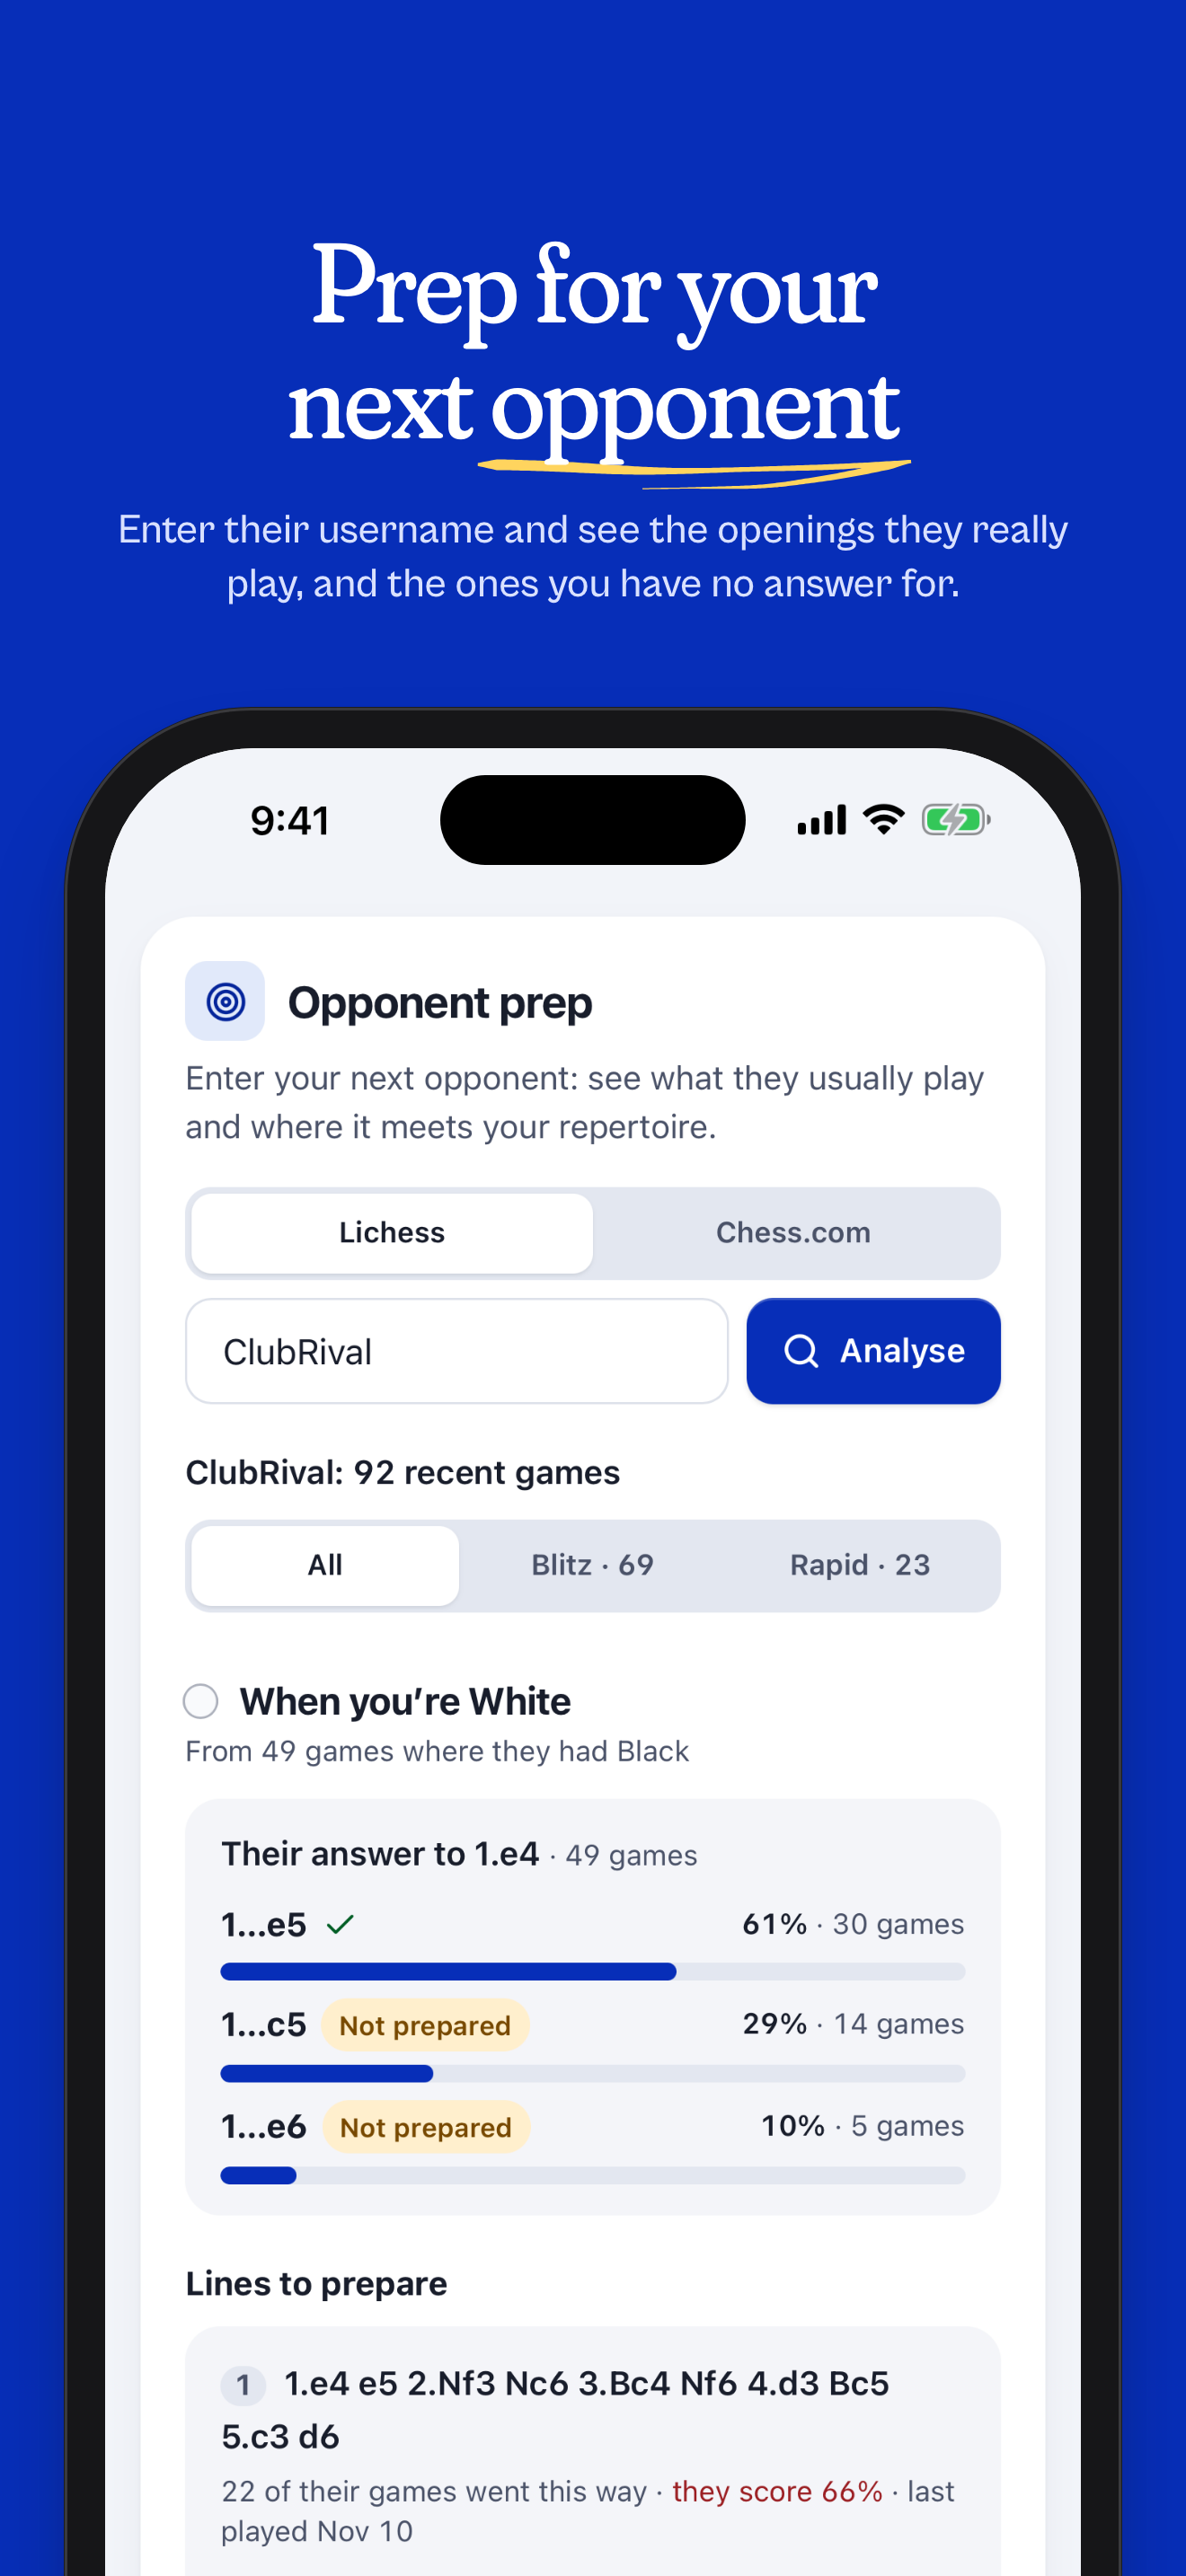 Prep for your
next opponent
Enter their username and see the openings they really
play, and the ones you have no answer for.
9:41
Opponent prep
Enter your next opponent: see what they usually play
and where it meets your repertoire.
Lichess Chess.com
ClubRival Analyse
ClubRival: 92 recent games
All Blitz · 69 Rapid · 23
When you’re White
From 49 games where they had Black
Their answer to 1.e4 · 49 games
1...e5 61% · 30 games
1...c5 Not prepared 29% · 14 games
1...e6 Not prepared 10% · 5 games
Lines to prepare
1 1.e4 e5 2.Nf3 Nc6 3.Bc4 Nf6 4.d3 Bc5
5.c3 d6
22 of their games went this way · they score 66% · last
played Nov 10